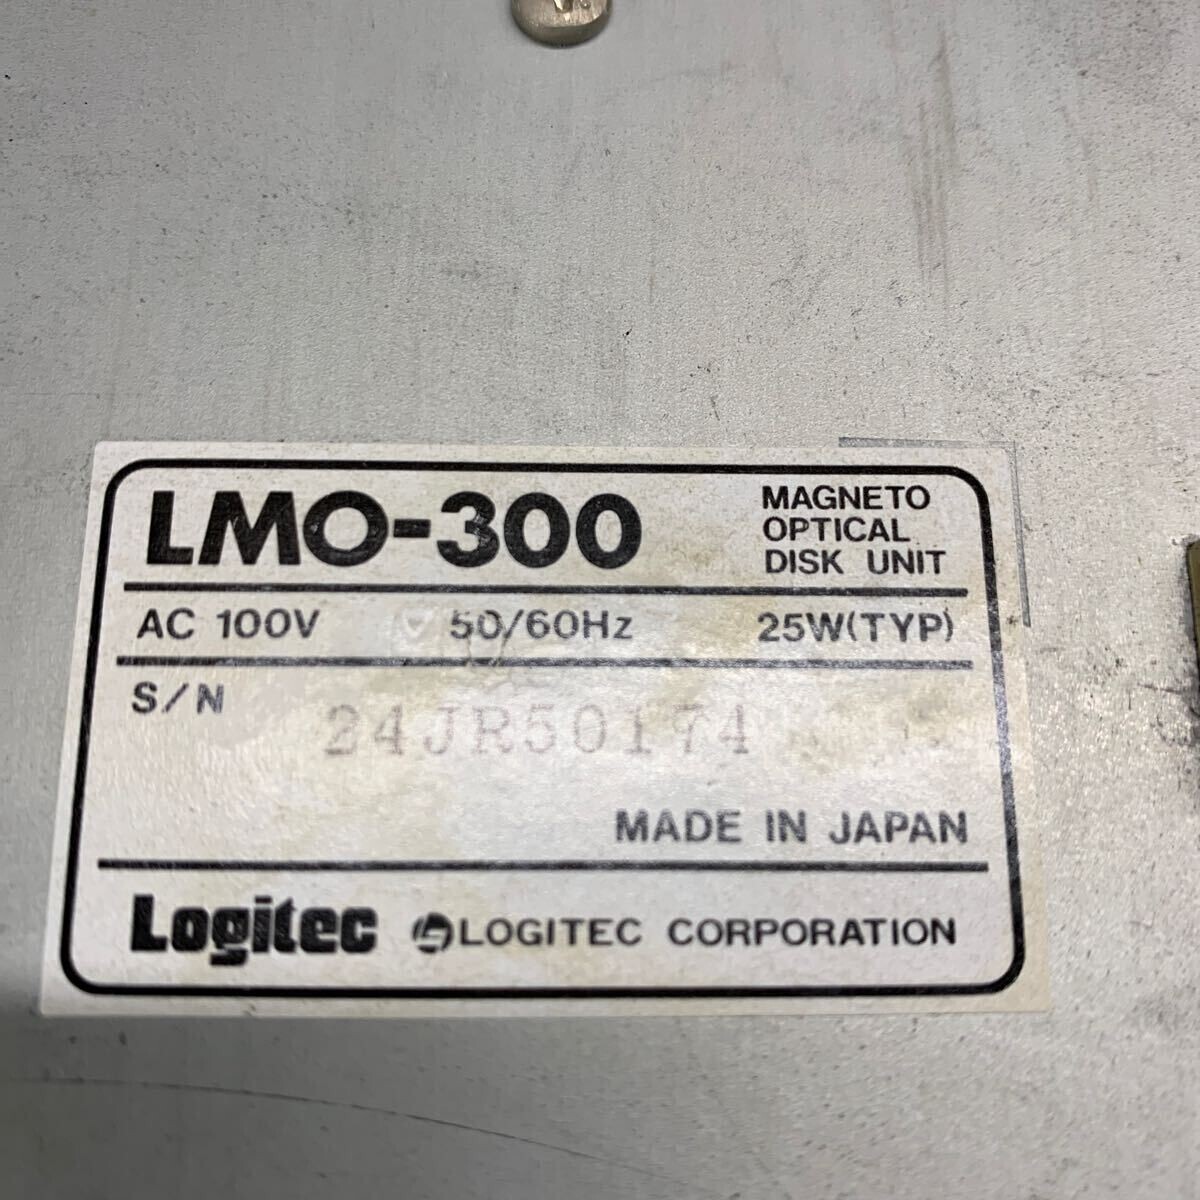 LMO-300
MAGNETO
OPTICAL
DISK UNIT
AC 100V 50/60Hz 25W(TYP)
S/N 24JR50174
MADE IN JAPAN
Logitec LOGITEC CORPORATION